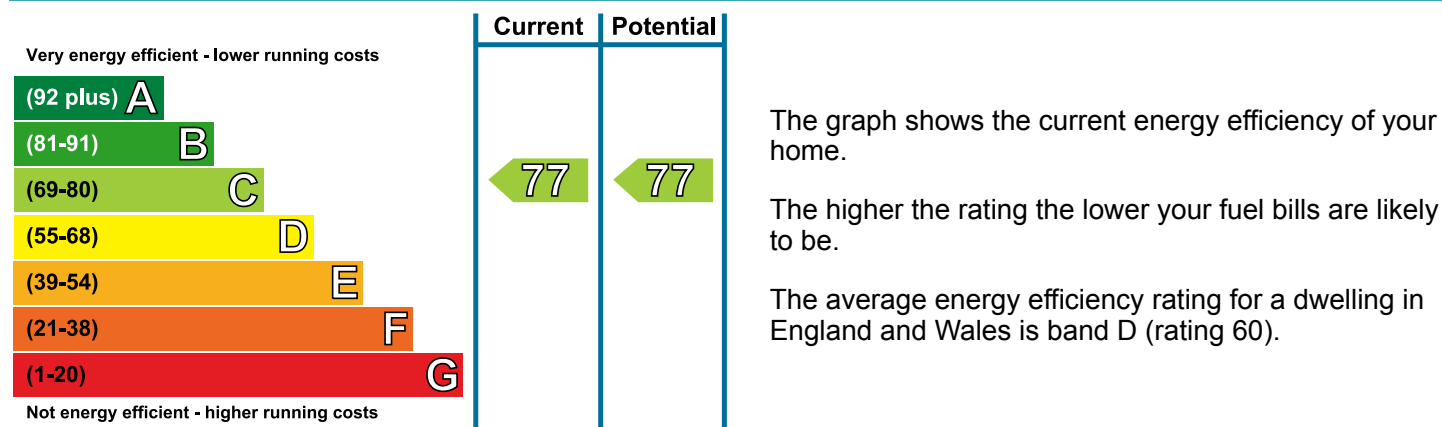 Current Potential
Very energy efficient - lower running costs
(92 plus) A
(81-91) B
(69-80) C
77 77
(55-68) D
(39-54) E
(21-38) F
(1-20) G
Not energy efficient - higher running costs
The graph shows the current energy efficiency of your
home.
The higher the rating the lower your fuel bills are likely
to be.
The average energy efficiency rating for a dwelling in
England and Wales is band D (rating 60).